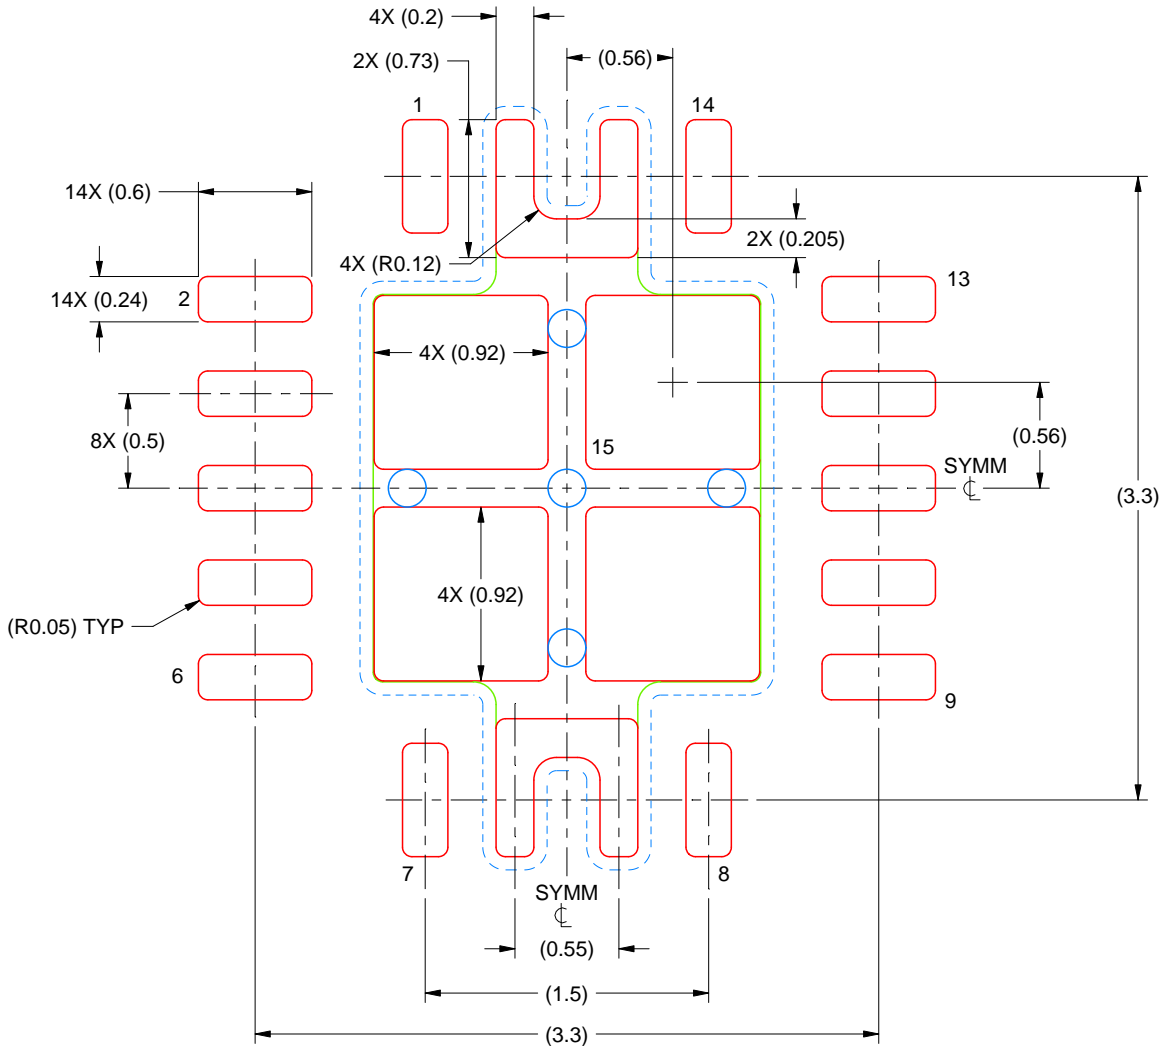 4X (0.2)
2X (0.73)
(0.56)
1
14
14X (0.6)
2X (0.205)
4X (R0.12)
13
14X (0.24)
2
4X (0.92)
8X (0.5)
15
(0.56)
SYMM
(3.3)
4X (0.92)
(R0.05) TYP
6
9
7
8
SYMM
(0.55)
(1.5)
(3.3)